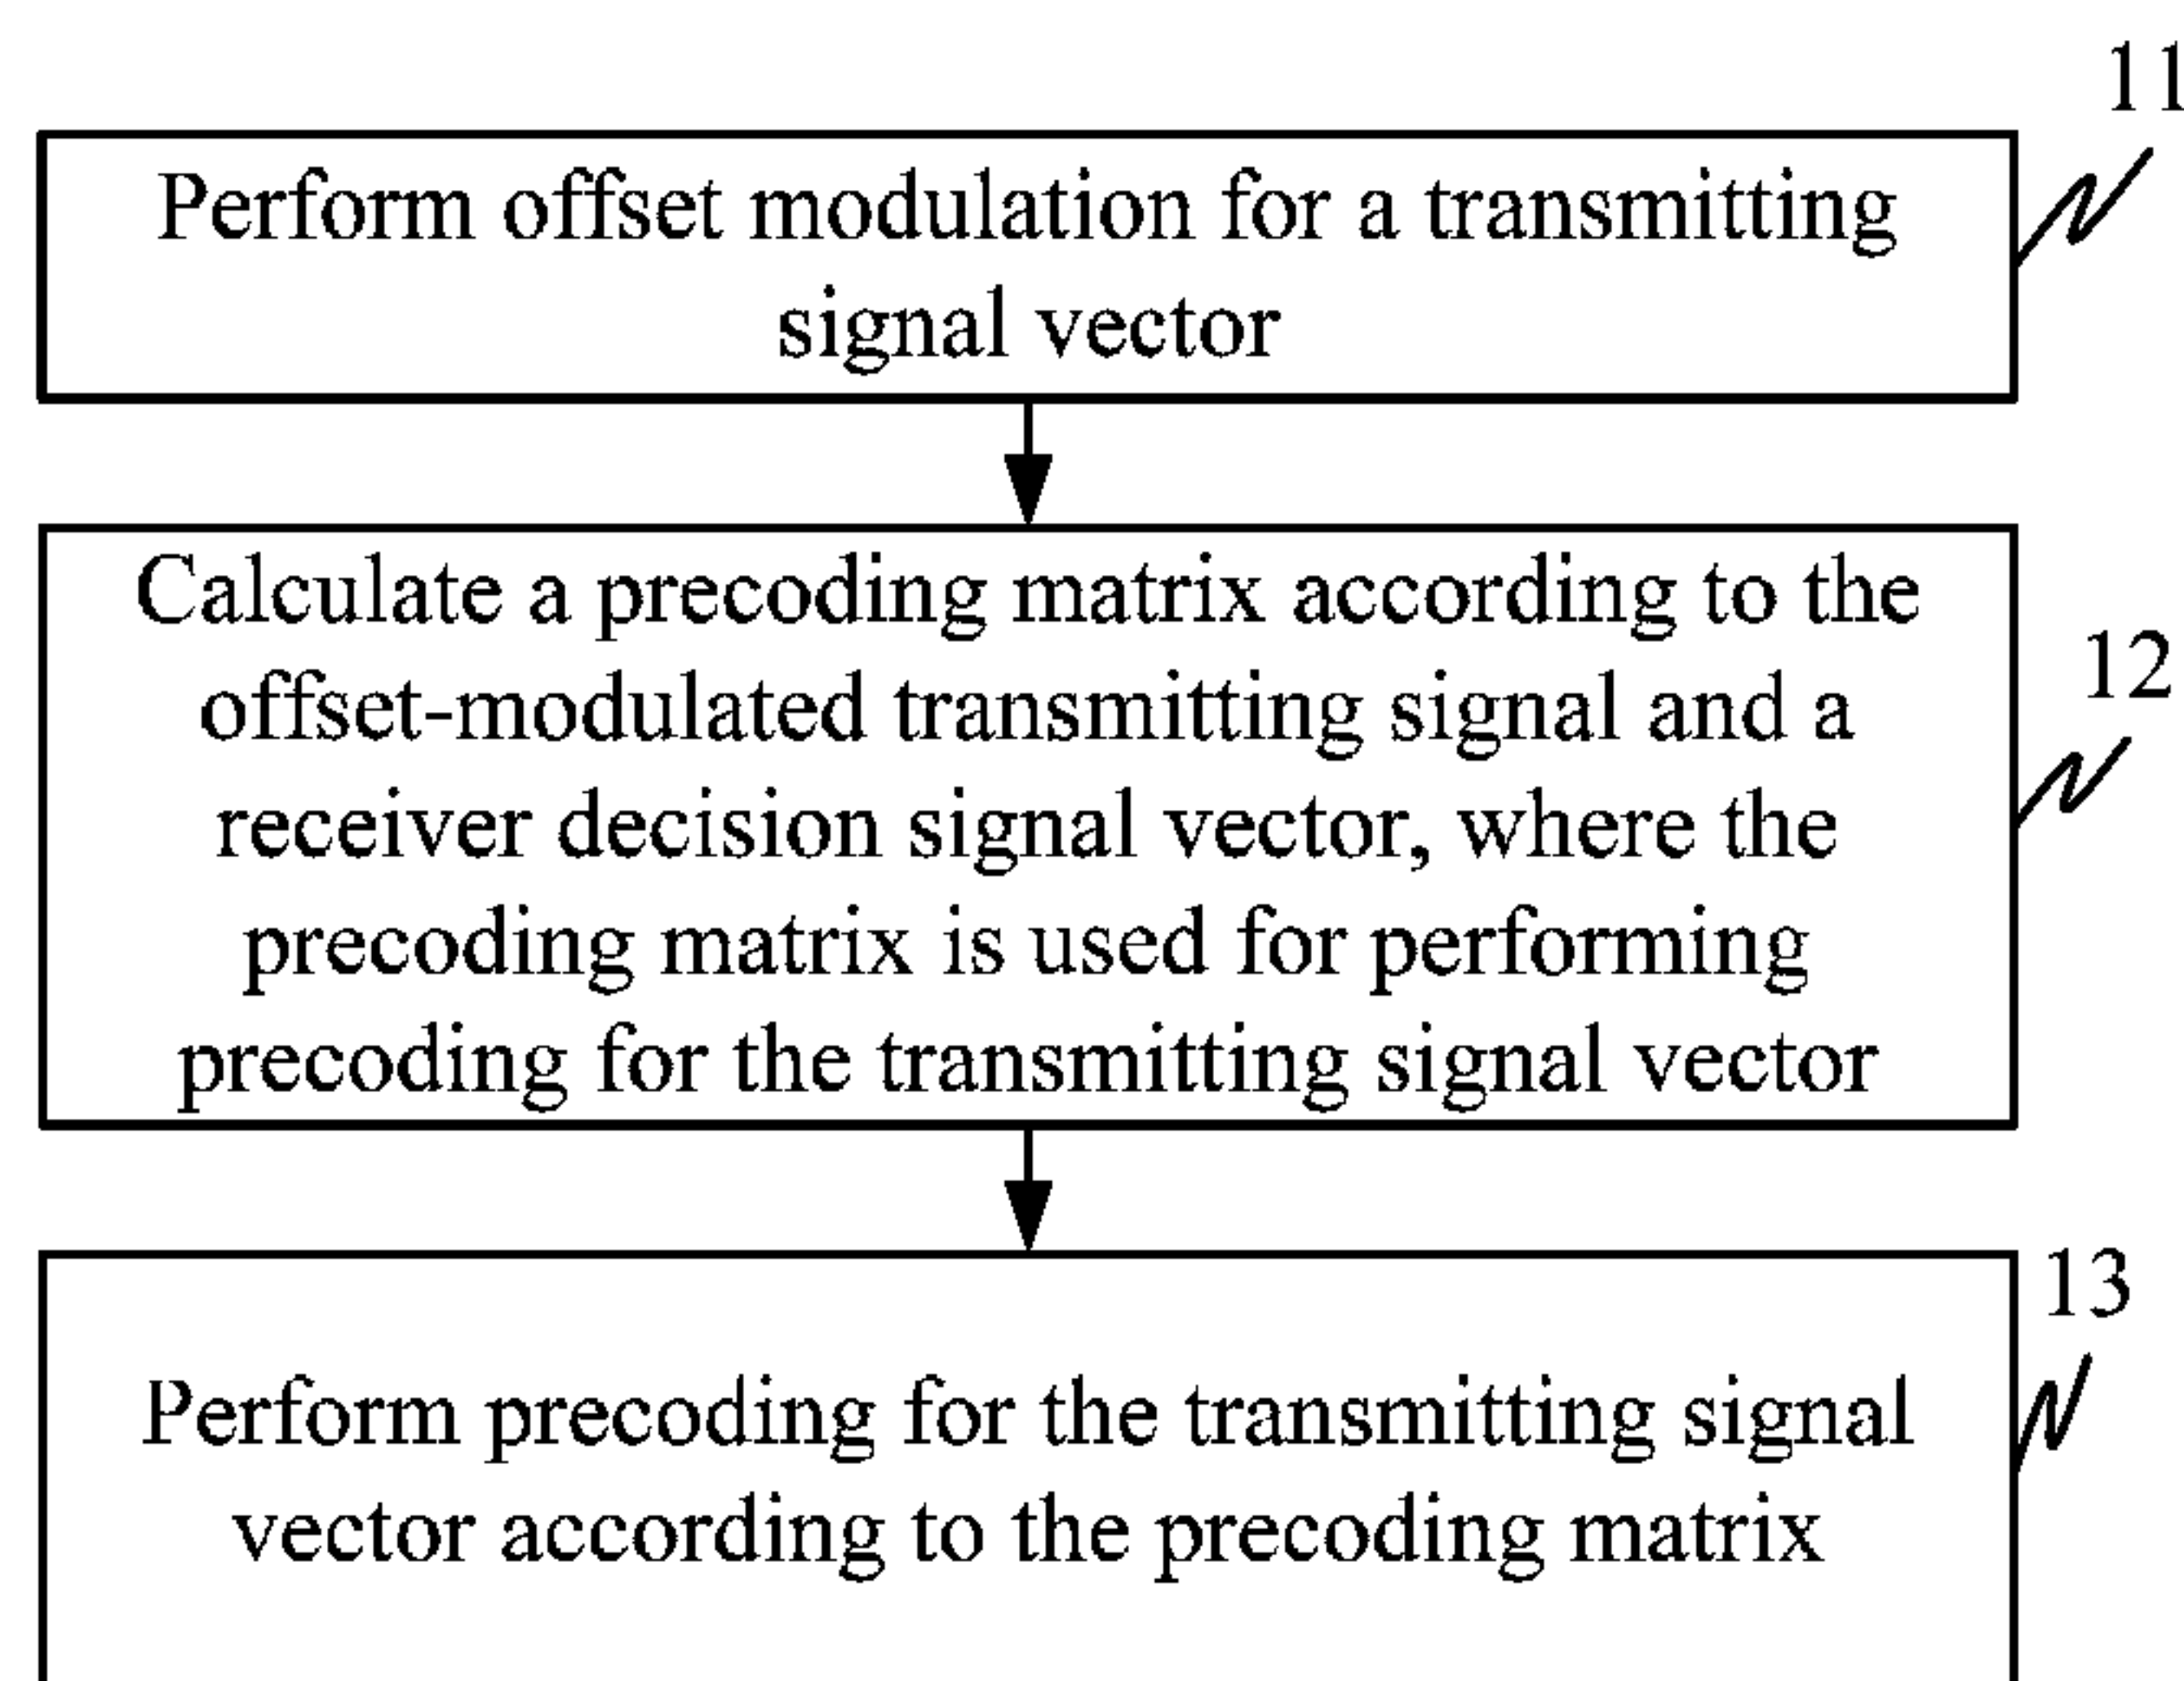 11
Perform offset modulation for a transmitting
signal vector
Calculate a precoding matrix according to the
12
offset-modulated transmitting signal and a
receiver decision signal vector, where the
precoding matrix is used for performing
precoding for the transmitting signal vector
13
Perform precoding for the transmitting signal
vector according to the precoding matrix